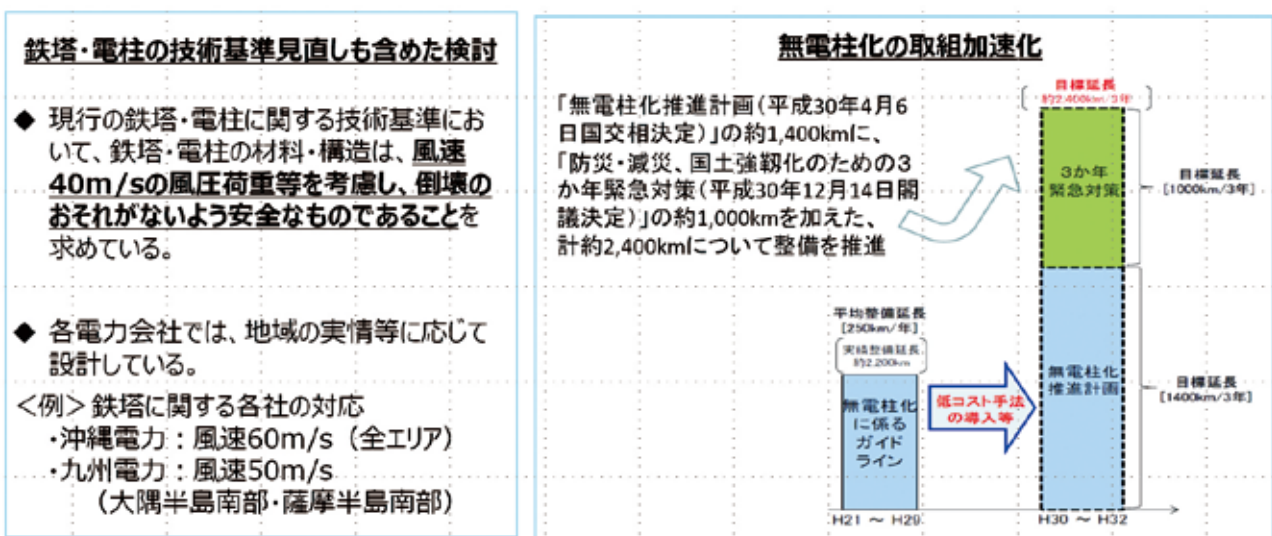 鉄塔・電柱の技術基準見直しも含めた検討
◆ 現行の鉄塔・電柱に関する技術基準にお
いて、鉄塔・電柱の材料・構造は、風速
40m/sの風圧荷重等を考慮し、倒壊の
おそれがないよう安全なものであることを
求めている。
◆ 各電力会社では、地域の実情等に応じて
設計している。
<例> 鉄塔に関する各社の対応
・沖縄電力:風速60m/s(全エリア)
・九州電力:風速50m/s
(大隅半島南部・薩摩半島南部)
無電柱化の取組加速化
「無電柱化推進計画(平成30年4月6
日国交相決定)」の約1,400kmに、
「防災・減災、国土強靱化のための3
か年緊急対策(平成30年12月14日閣
議決定)」の約1,000kmを加えた、
計約2,400kmについて整備を推進
目標延長
約2,400km/3年
3か年
緊急対策
目標延長
[1000km/3年]
平均整備延長
[250km/年]
実績整備延長
約2,200km
無電柱化
に係る
ガイド
ライン
低コスト手法
の導入等
無電柱化
推進計画
目標延長
[1400km/3年]
H21 ~ H29
H30 ~ H32